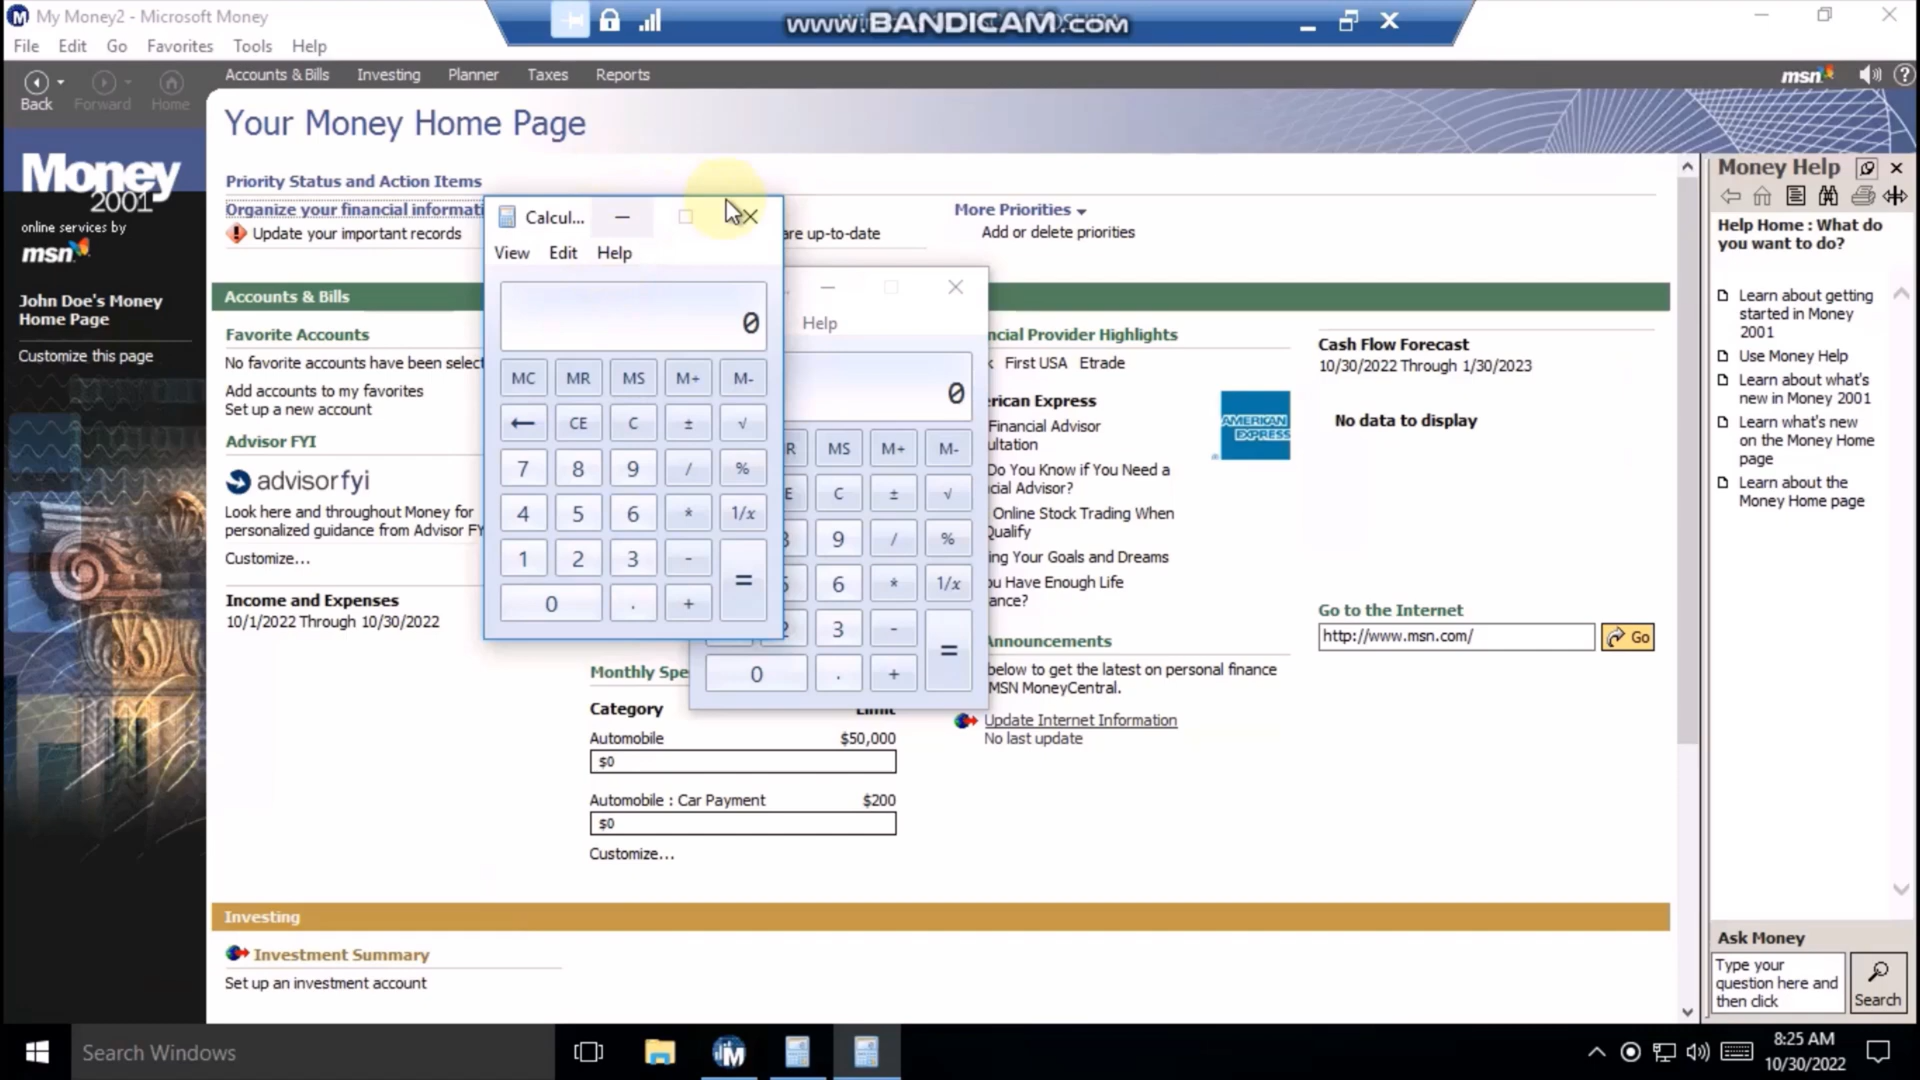 My Money2 - Microsoft Money
www.BANDICAM.com
File Edit Go Favorites Tools Help
Back Forward Home
Accounts & Bills Investing Planner Taxes Reports
msn
Your Money Home Page
Money
2001
online services by
msn
John Doe's Money
Home Page
Customize this page
Priority Status and Action Items
Organize your financial informati
Update your important records
are up-to-date
More Priorities
Add or delete priorities
Accounts & Bills
Favorite Accounts
No favorite accounts have been select
Add accounts to my favorites
Set up a new account
Advisor FYI
advisorfyi
Look here and throughout Money for
personalized guidance from Advisor FY
Customize...
Income and Expenses
10/1/2022 Through 10/30/2022
Calcul...
View Edit Help
0
MC MR MS M+ M-
← CE C ± √
7 8 9 / %
4 5 6 * 1/x
1 2 3 - =
0 . +
Help
0
R MS M+ M-
E C ± √
9 / %
6 * 1/x
2 3 - =
0 . +
Monthly Spe
Category Limit
Automobile $50,000
$0
Automobile : Car Payment $200
$0
Customize...
ncial Provider Highlights
k First USA Etrade
rican Express
Financial Advisor
ultation
Do You Know if You Need a
cial Advisor?
Online Stock Trading When
Qualify
ing Your Goals and Dreams
ou Have Enough Life
ance?
AMERICAN
EXPRESS
Announcements
below to get the latest on personal finance
MSN MoneyCentral.
Update Internet Information
No last update
Cash Flow Forecast
10/30/2022 Through 1/30/2023
No data to display
Go to the Internet
http://www.msn.com/
Go
Investing
Investment Summary
Set up an investment account
Money Help
Help Home : What do
you want to do?
Learn about getting
started in Money
2001
Use Money Help
Learn about what's
new in Money 2001
Learn what's new
on the Money Home
page
Learn about the
Money Home page
Ask Money
Type your
question here and
then click
Search
Search Windows
8:25 AM
10/30/2022